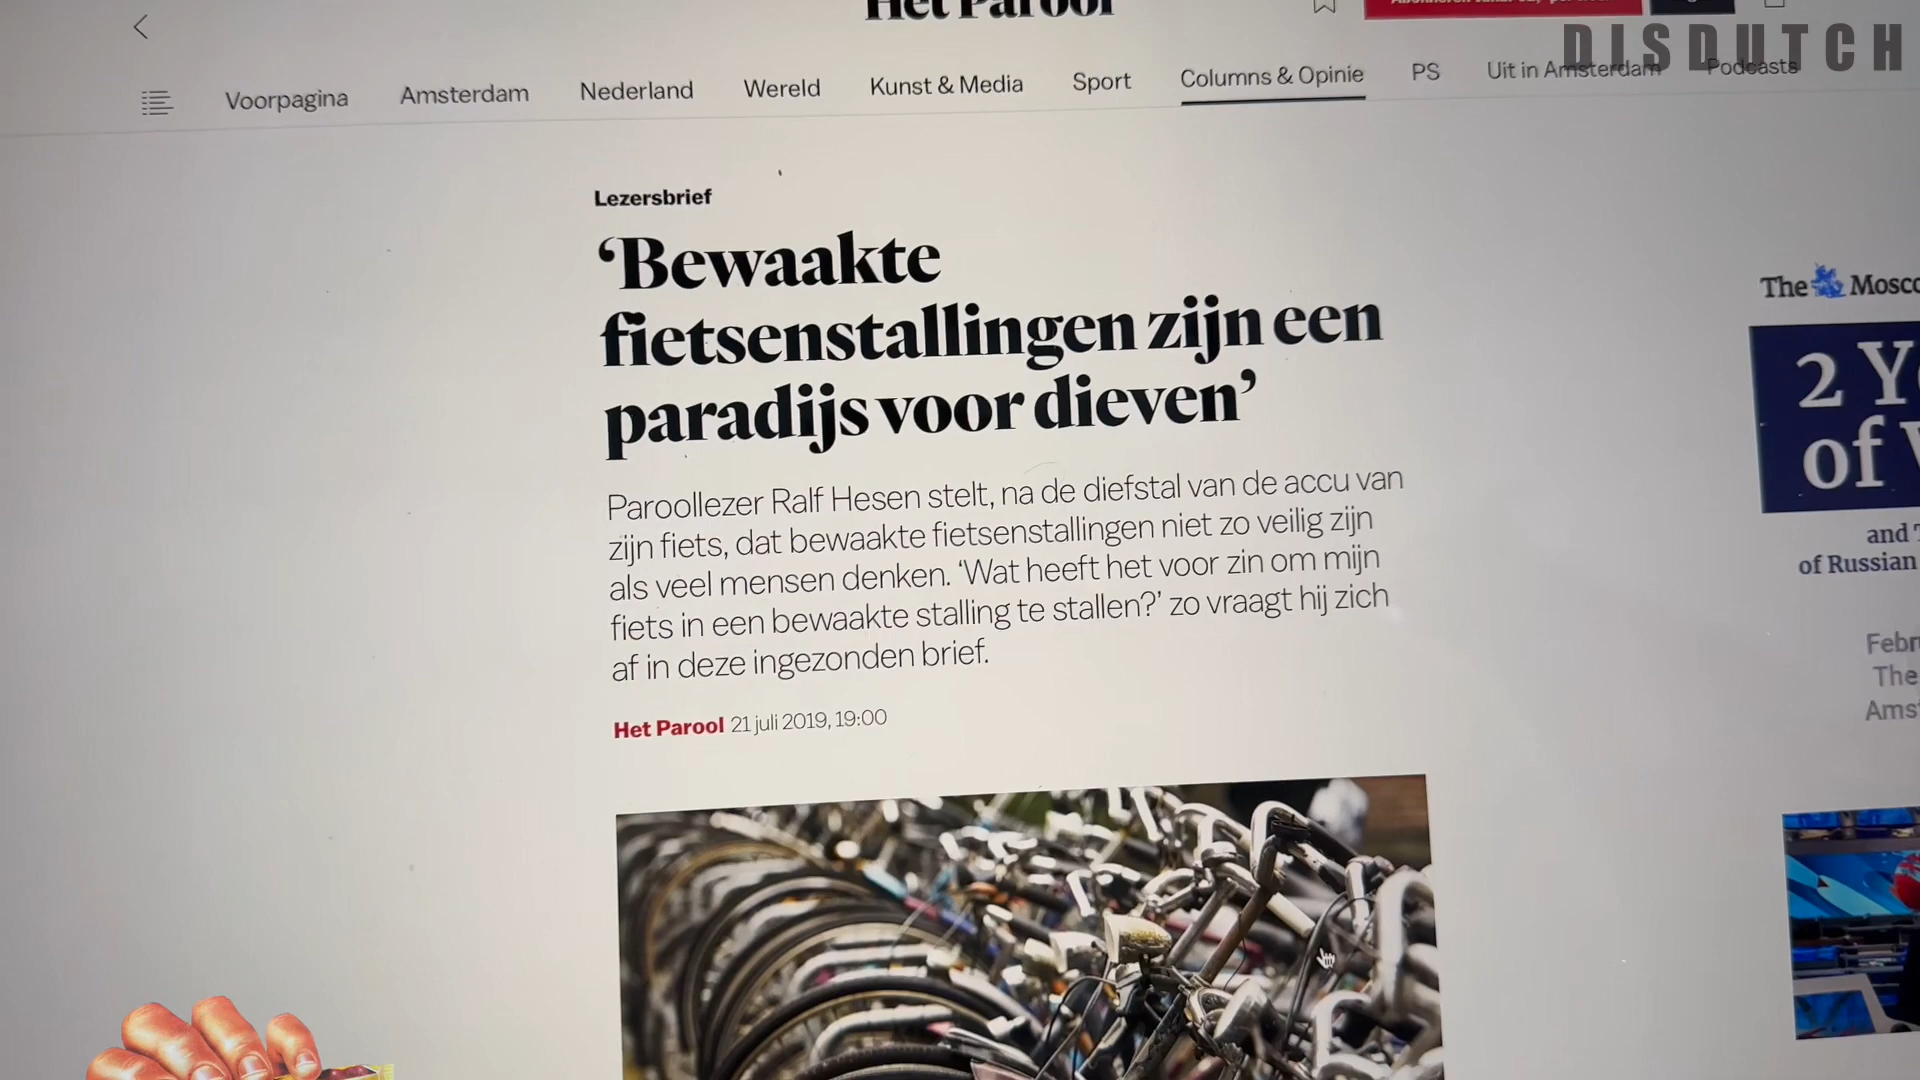 Het Parool
DISDUTCH
Voorpagina Amsterdam Nederland Wereld Kunst & Media Sport Columns & Opinie PS Uit in Amsterdam Podcasts
Lezersbrief
‘Bewaakte
fietsenstallingen zijn een
paradijs voor dieven’
Paroollezer Ralf Hesen stelt, na de diefstal van de accu van
zijn fiets, dat bewaakte fietsenstallingen niet zo veilig zijn
als veel mensen denken. ‘Wat heeft het voor zin om mijn
fiets in een bewaakte stalling te stallen?’ zo vraagt hij zich
af in deze ingezonden brief.
Het Parool 21 juli 2019, 19:00
The Mosco
2 Y
of
and
of Russian
Febr
The
Ams